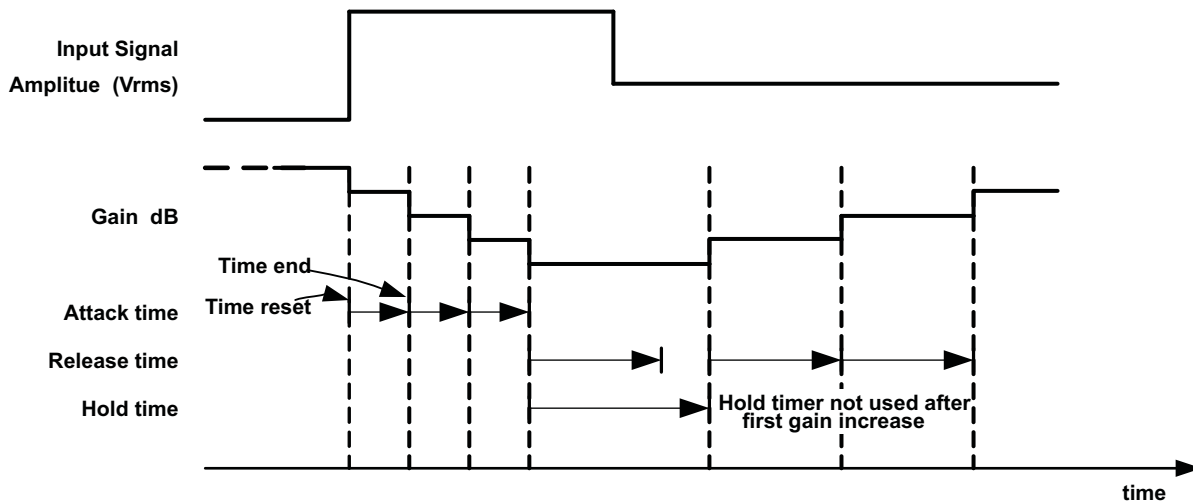 Input Signal
Amplitue (Vrms)
Gain dB
Time end
Time reset
Attack time
Release time
Hold time
Hold timer not used after
first gain increase
time